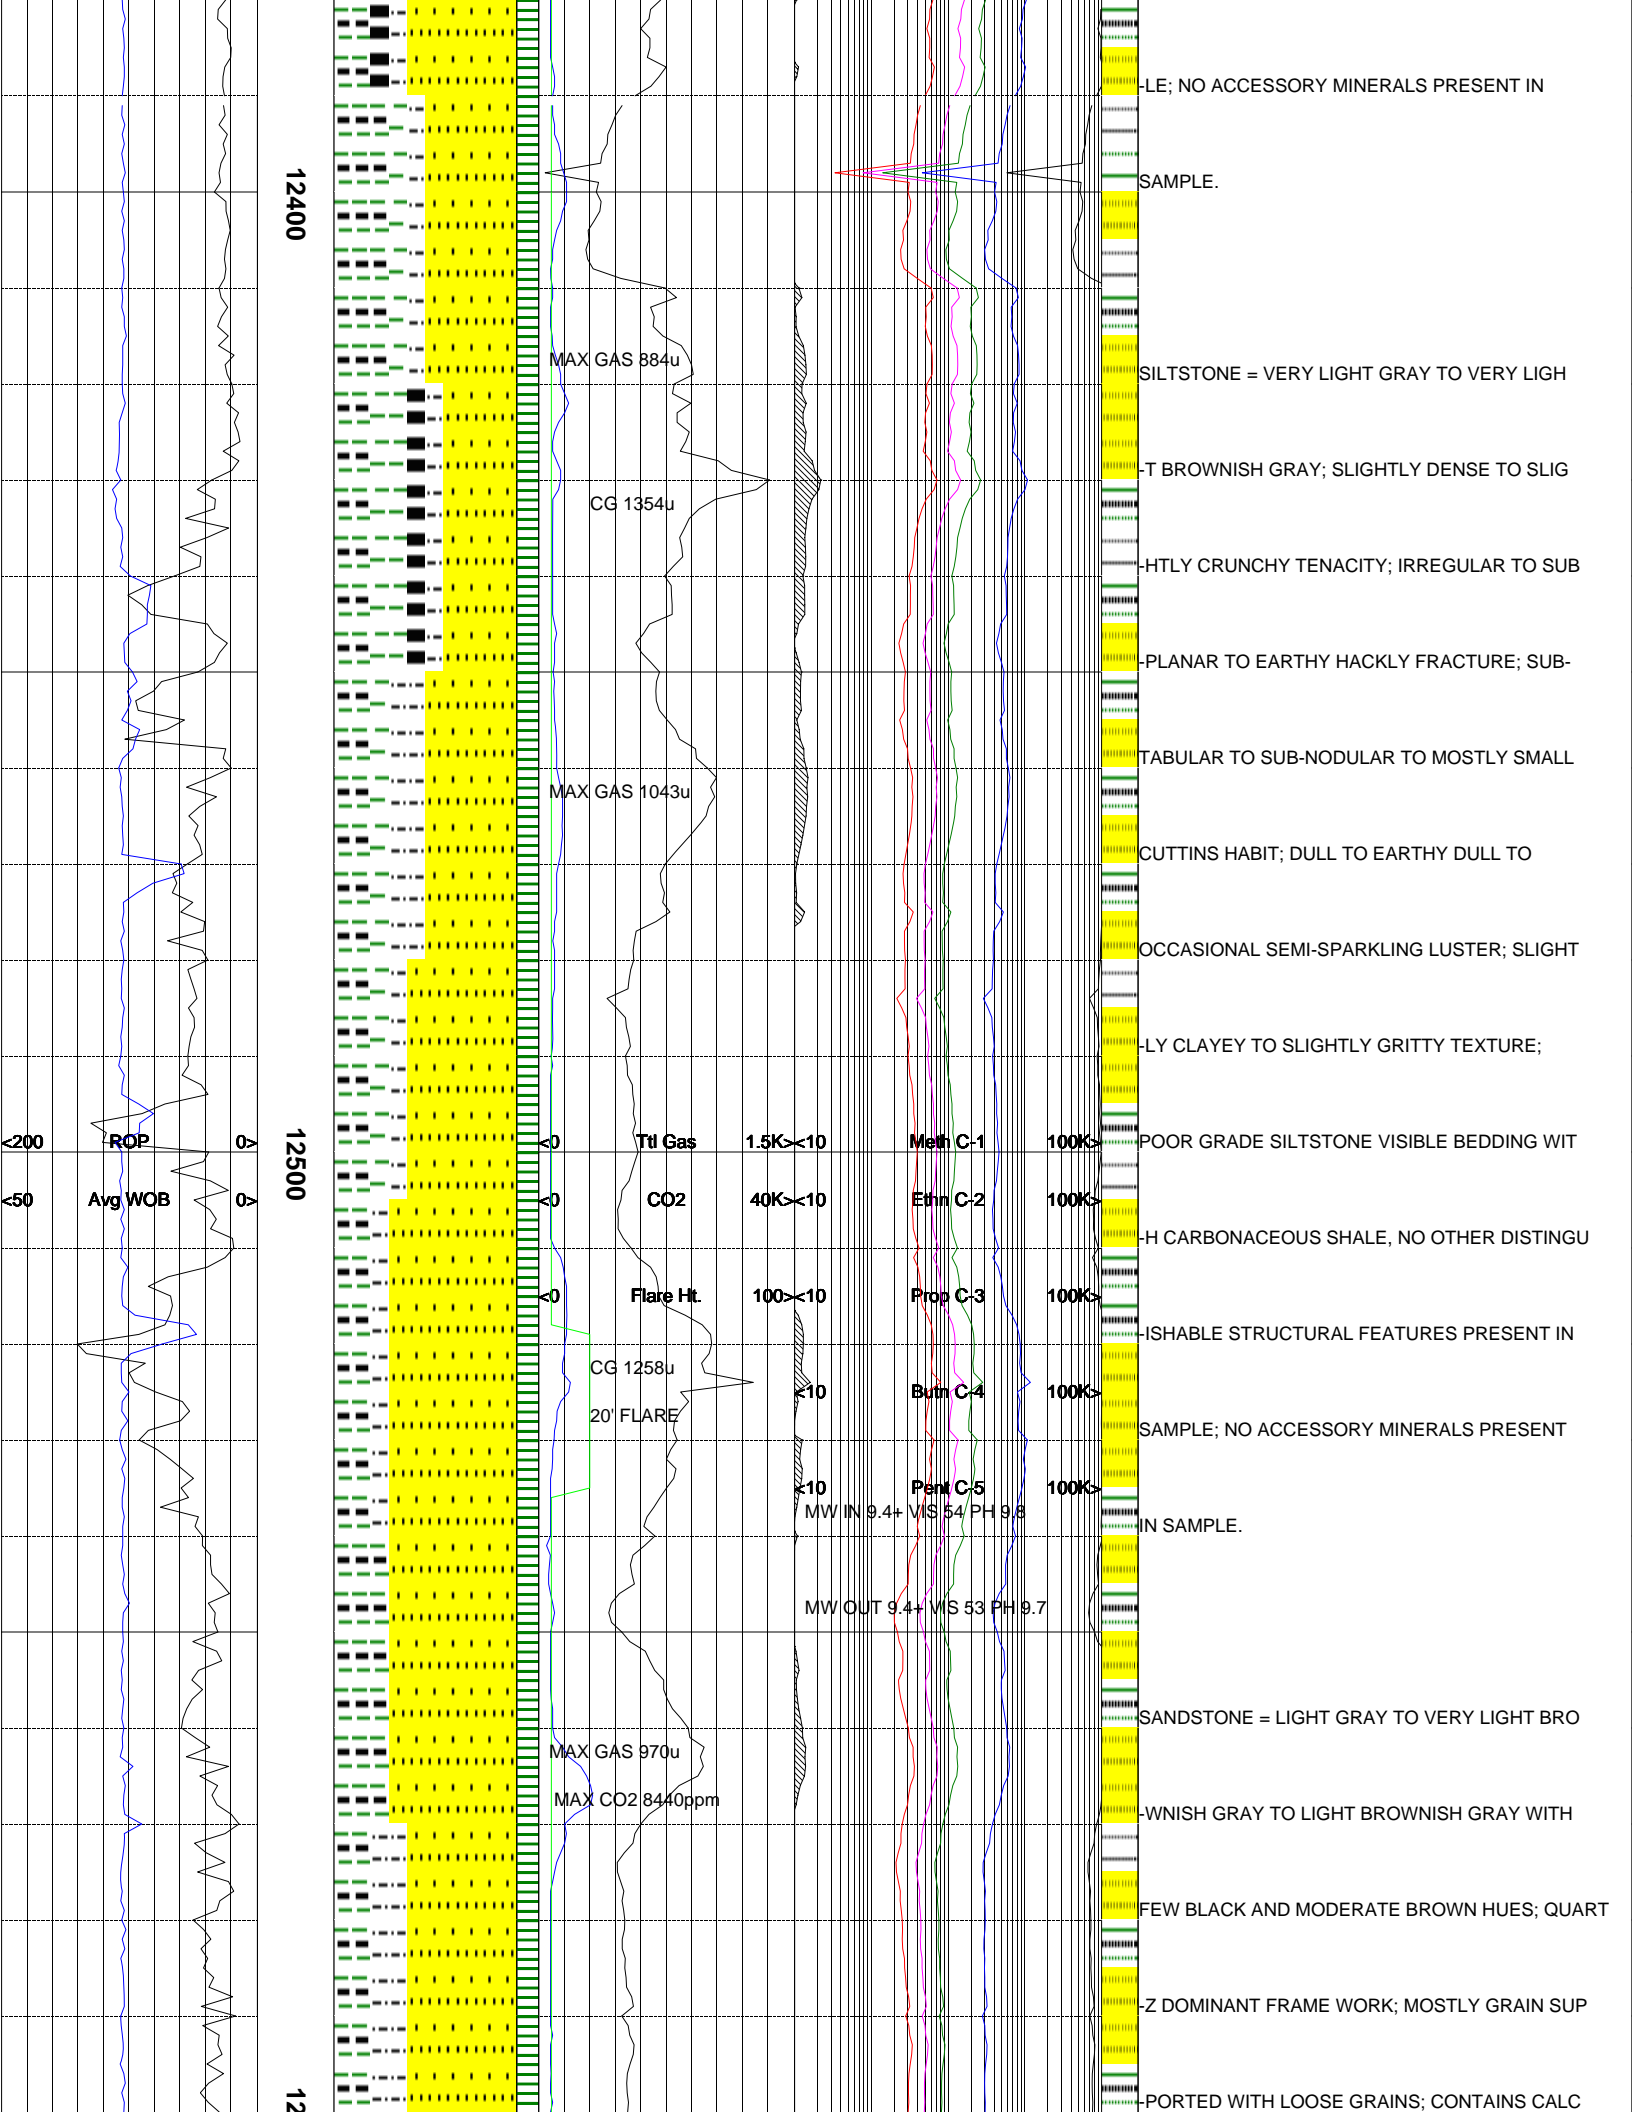 -LE; NO ACCESSORY MINERALS PRESENT IN
SAMPLE.
12400
MAX GAS 884u
SILTSTONE = VERY LIGHT GRAY TO VERY LIGH
-T BROWNISH GRAY; SLIGHTLY DENSE TO SLIG
CG 1354u
-HTLY CRUNCHY TENACITY; IRREGULAR TO SUB
-PLANAR TO EARTHY HACKLY FRACTURE; SUB-
TABULAR TO SUB-NODULAR TO MOSTLY SMALL
MAX GAS 1043u
CUTTINS HABIT; DULL TO EARTHY DULL TO
OCCASIONAL SEMI-SPARKLING LUSTER; SLIGHT
-LY CLAYEY TO SLIGHTLY GRITTY TEXTURE;
<200 ROP 0> <0 Ttl Gas 1.5K> <10 Meth C-1 100K> POOR GRADE SILTSTONE VISIBLE BEDDING WIT
12500
<50 Avg WOB 0> <0 CO2 40K> <10 Ethn C-2 100K>
-H CARBONACEOUS SHALE, NO OTHER DISTINGU
<0 Flare Ht. 100> <10 Prop C-3 100K>
-ISHABLE STRUCTURAL FEATURES PRESENT IN
CG 1258u
<10 Butn C-4 100K>
20' FLARE
SAMPLE; NO ACCESSORY MINERALS PRESENT
<10 Pent C-5 100K>
MW IN 9.4+ VIS 54 PH 9.8
IN SAMPLE.
MW OUT 9.4+ VIS 53 PH 9.7
SANDSTONE = LIGHT GRAY TO VERY LIGHT BRO
MAX GAS 970u
MAX CO2 8440ppm
-WNISH GRAY TO LIGHT BROWNISH GRAY WITH
FEW BLACK AND MODERATE BROWN HUES; QUART
-Z DOMINANT FRAME WORK; MOSTLY GRAIN SUP
-PORTED WITH LOOSE GRAINS; CONTAINS CALC